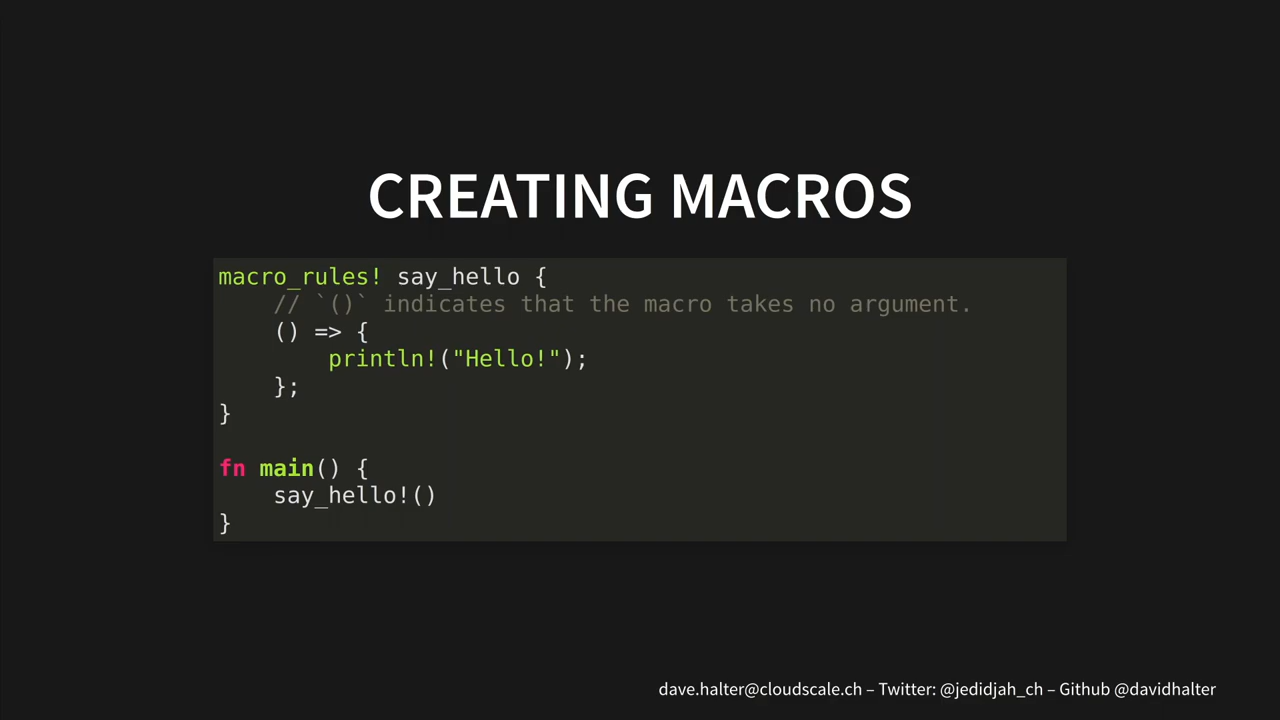 CREATING MACROS
macro_rules! say_hello {
    // `()` indicates that the macro takes no argument.
    () => {
        println!("Hello!");
    };
}

fn main() {
    say_hello!()
}
dave.halter@cloudscale.ch – Twitter: @jedidjah_ch – Github @davidhalter